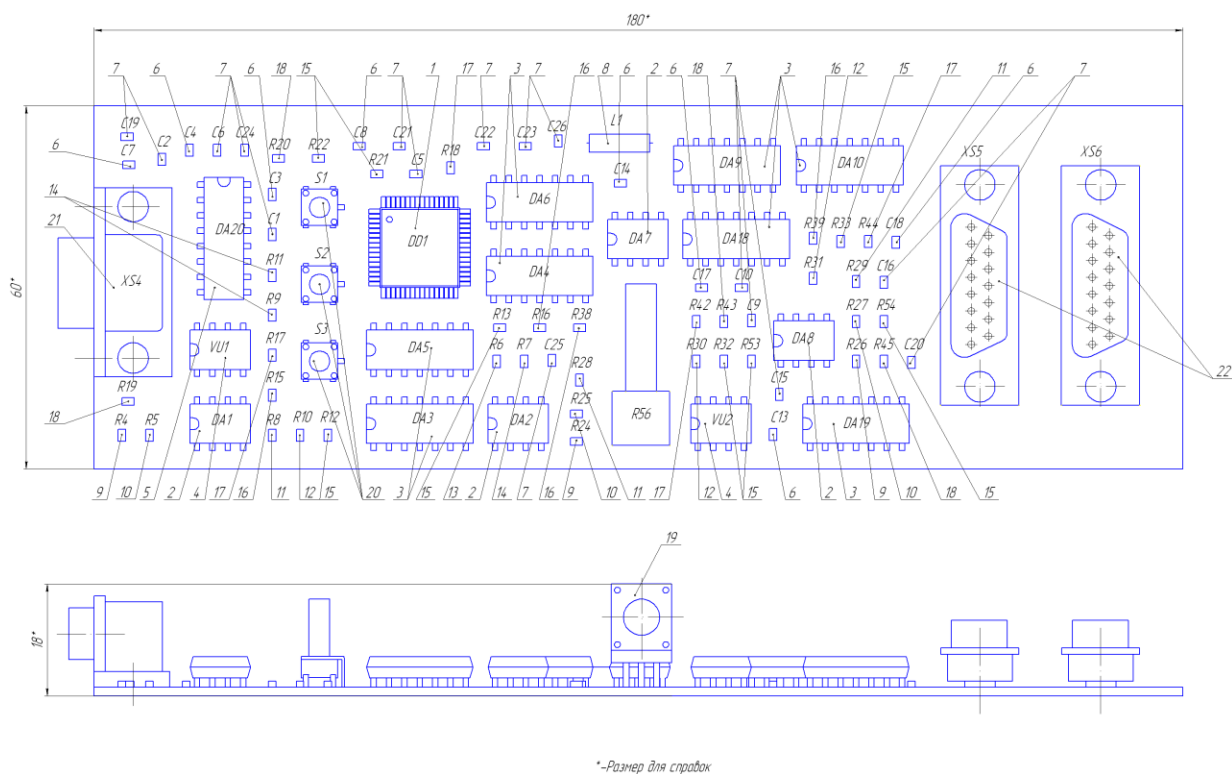 180*
7 6 7 6 18 15 6 7 1 17 7 3 7 16 8 6 2 6 18 7 3 16 12 15 17 11 6 7
C19 C2 C4 C6 C24 R20 R22 C8 C21 C22 C23 C26 L1
6 C7 R21 C5 R18 C14 DA9 DA10 XS5 XS6
14 C3 S1 DA6
21 C1 DA20 DD1 DA7 DA18 R39 R33 R44 C18
60* XS4 R11 S2 DA4 C17 C10 R31 R29 C16
R9 R13 R16 R38 R42 R43 C9 R27 R54
VU1 R17 S3 DA5 R6 R7 C25 R30 R32 R53 DA8 R26 R45 C20 22
18 R19 R15 R28 C15
R4 R5 DA1 R8 R10 R12 DA3 DA2 R25 R56 VU2 C13 DA19
R24
9 10 5 2 4 17 16 11 12 15 20 3 15 13 2 14 7 16 9 10 11 17 12 4 15 6 2 3 9 10 18 15
19
18*
*-Размер для справок